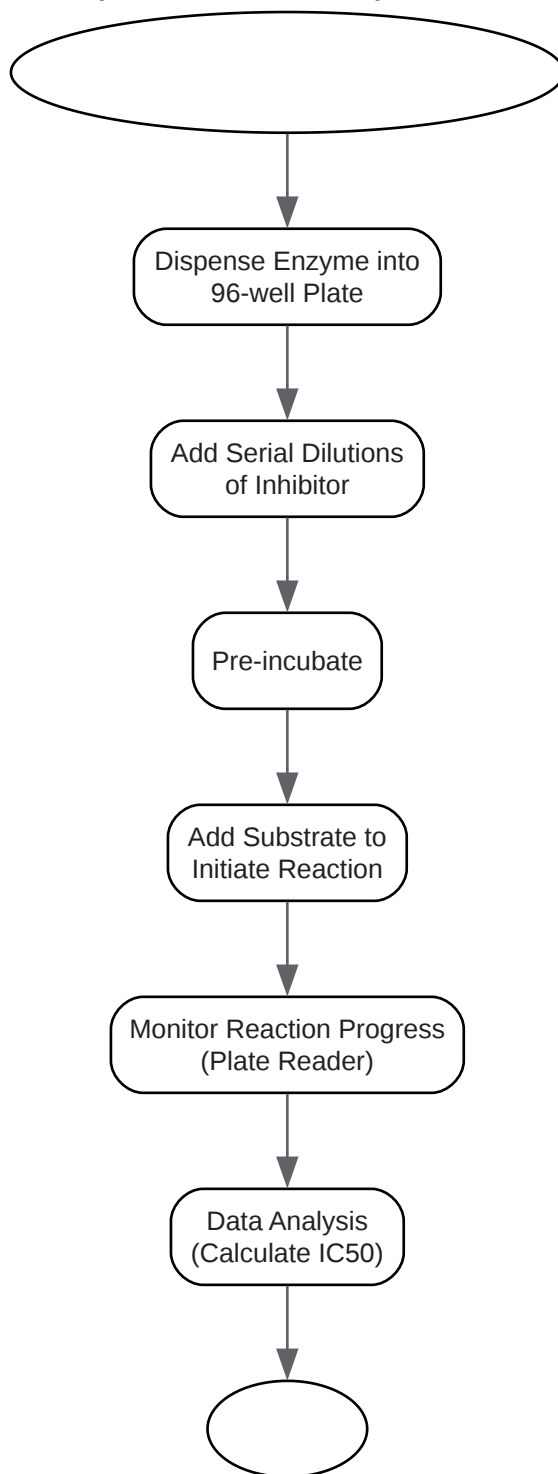 Dispense Enzyme into
96-well Plate
Add Serial Dilutions
of Inhibitor
Pre-incubate
Add Substrate to
Initiate Reaction
Monitor Reaction Progress
(Plate Reader)
Data Analysis
(Calculate IC50)